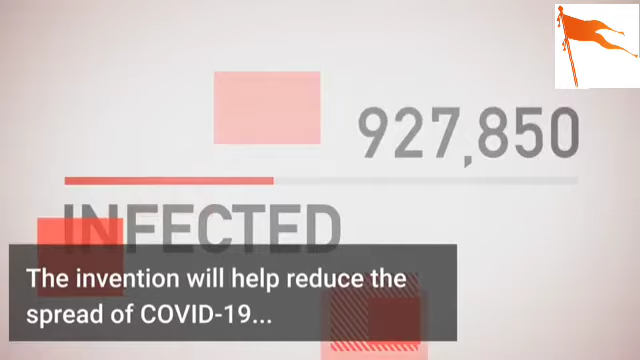 927,850
INFECTED
The invention will help reduce the
spread of COVID-19...